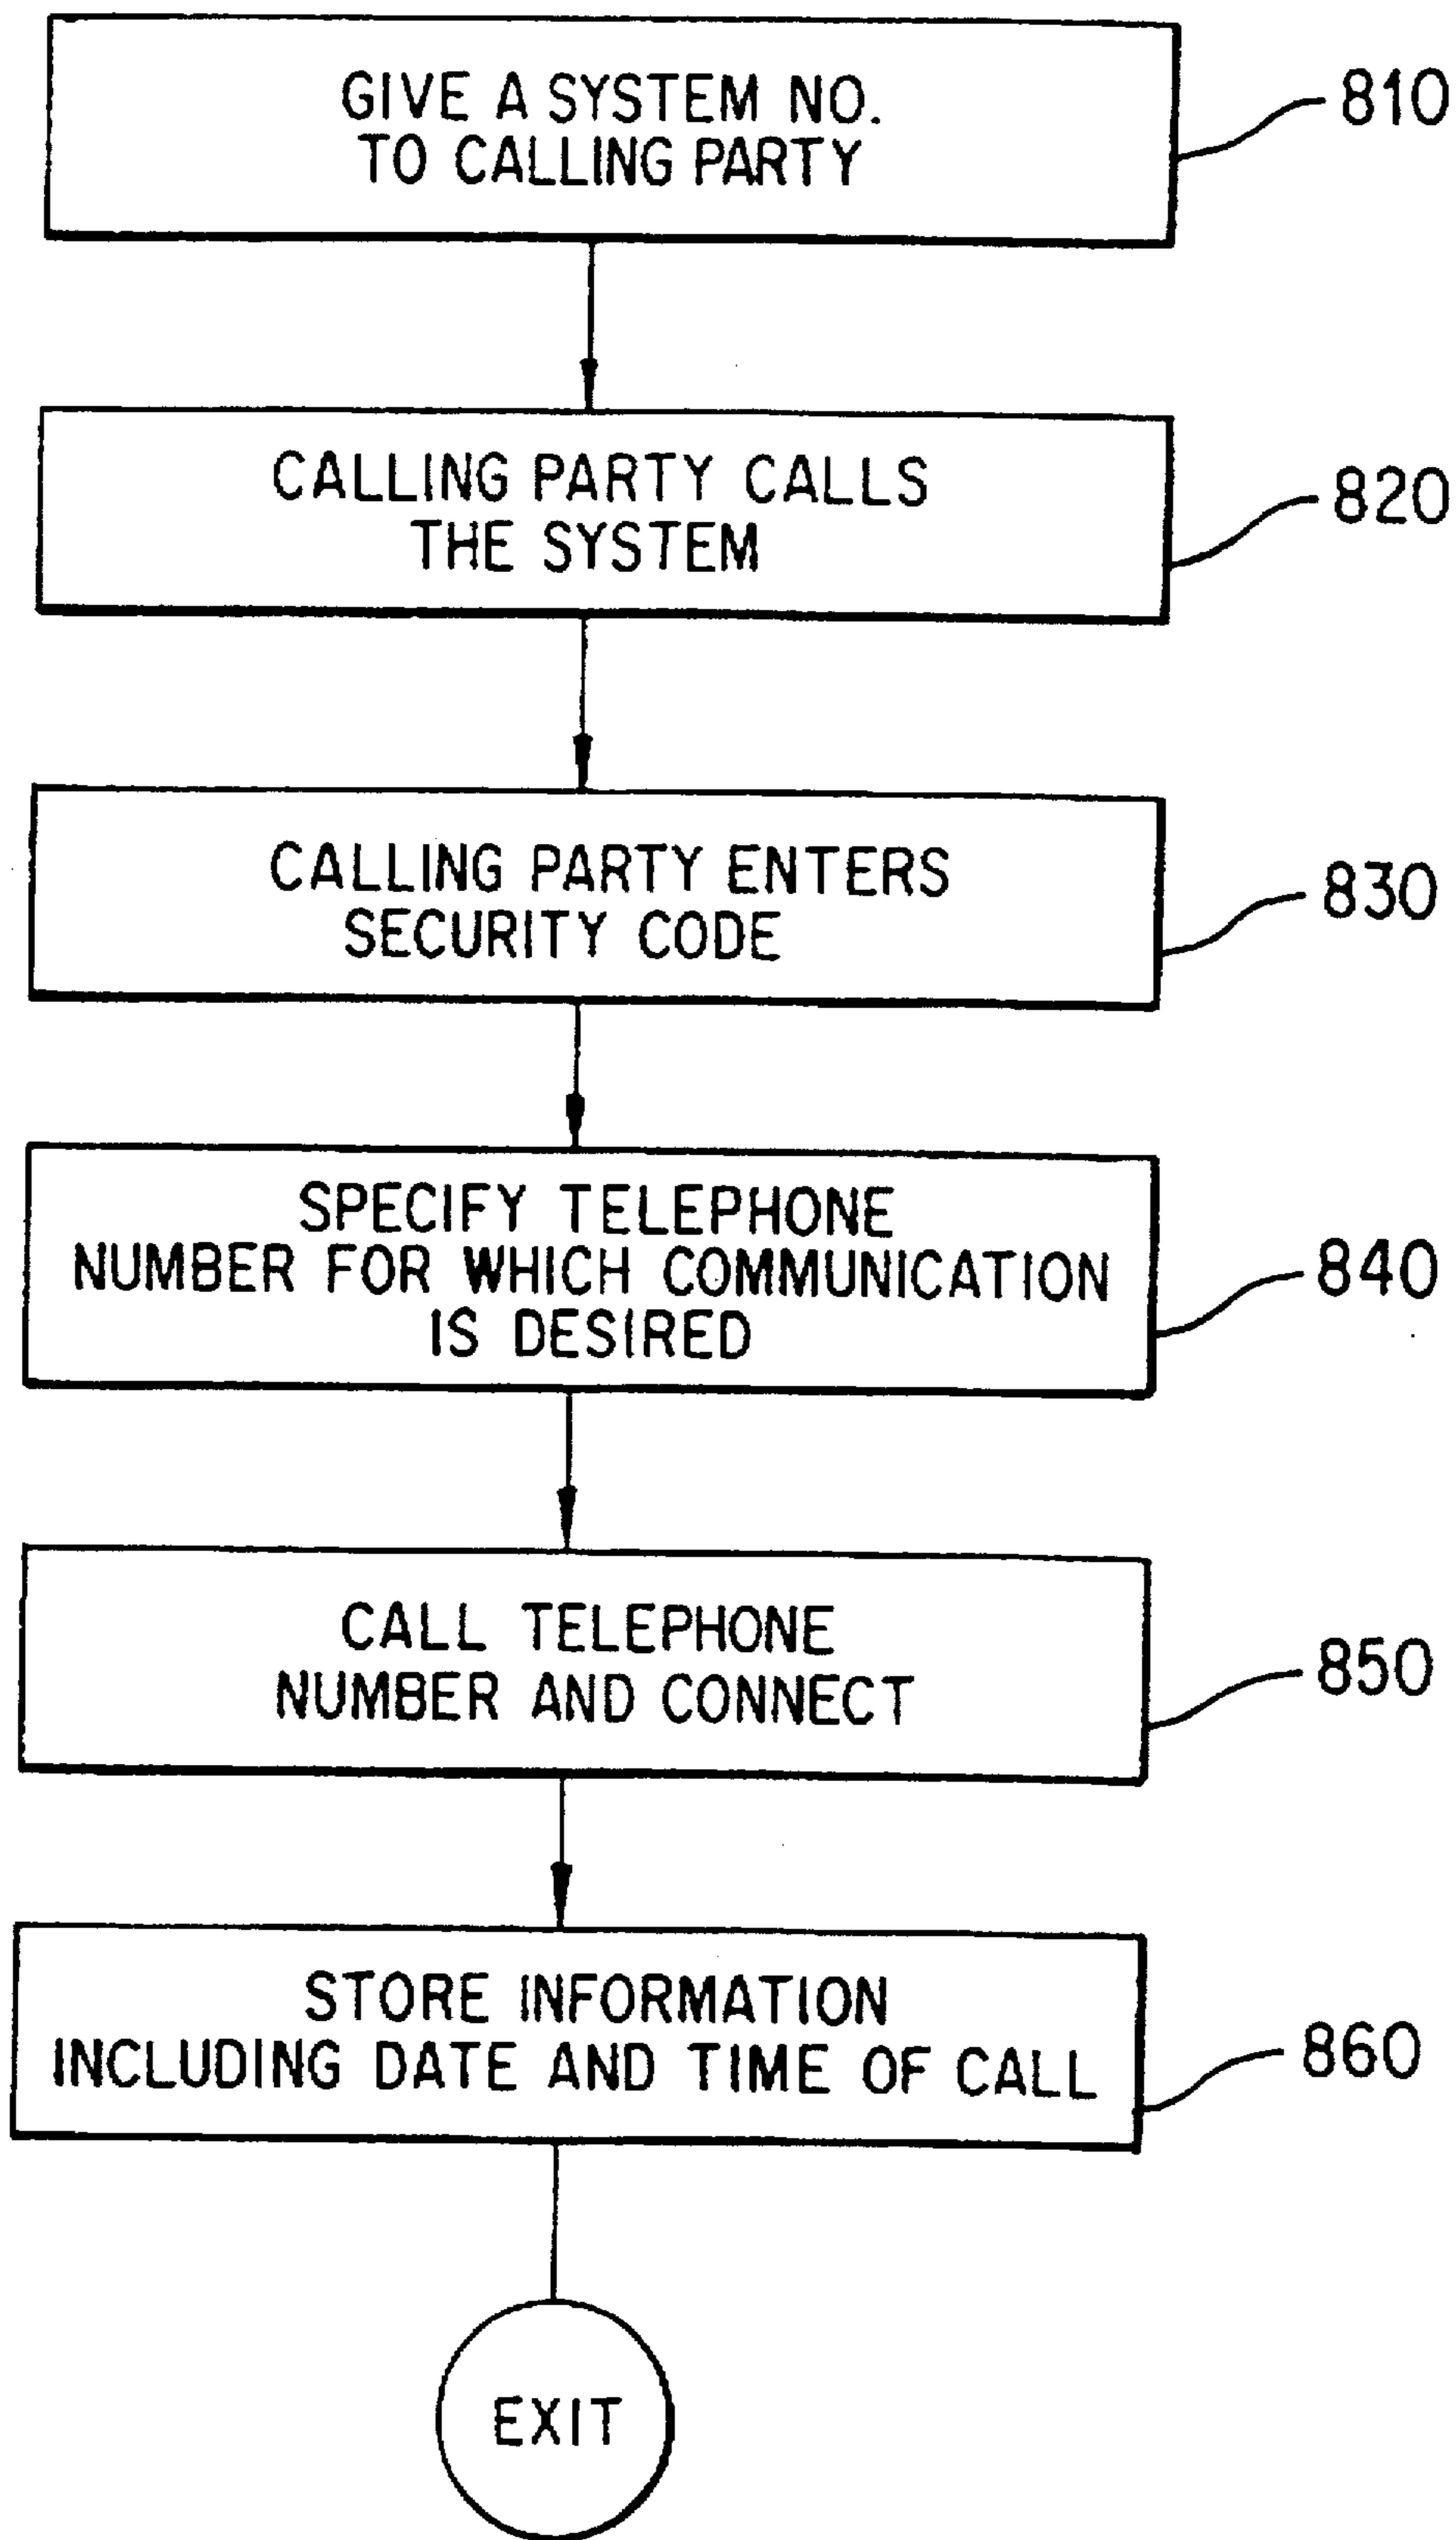 GIVE A SYSTEM NO.
TO CALLING PARTY
810
CALLING PARTY CALLS
THE SYSTEM
820
CALLING PARTY ENTERS
SECURITY CODE
830
SPECIFY TELEPHONE
NUMBER FOR WHICH COMMUNICATION
IS DESIRED
840
CALL TELEPHONE
NUMBER AND CONNECT
850
STORE INFORMATION
INCLUDING DATE AND TIME OF CALL
860
EXIT